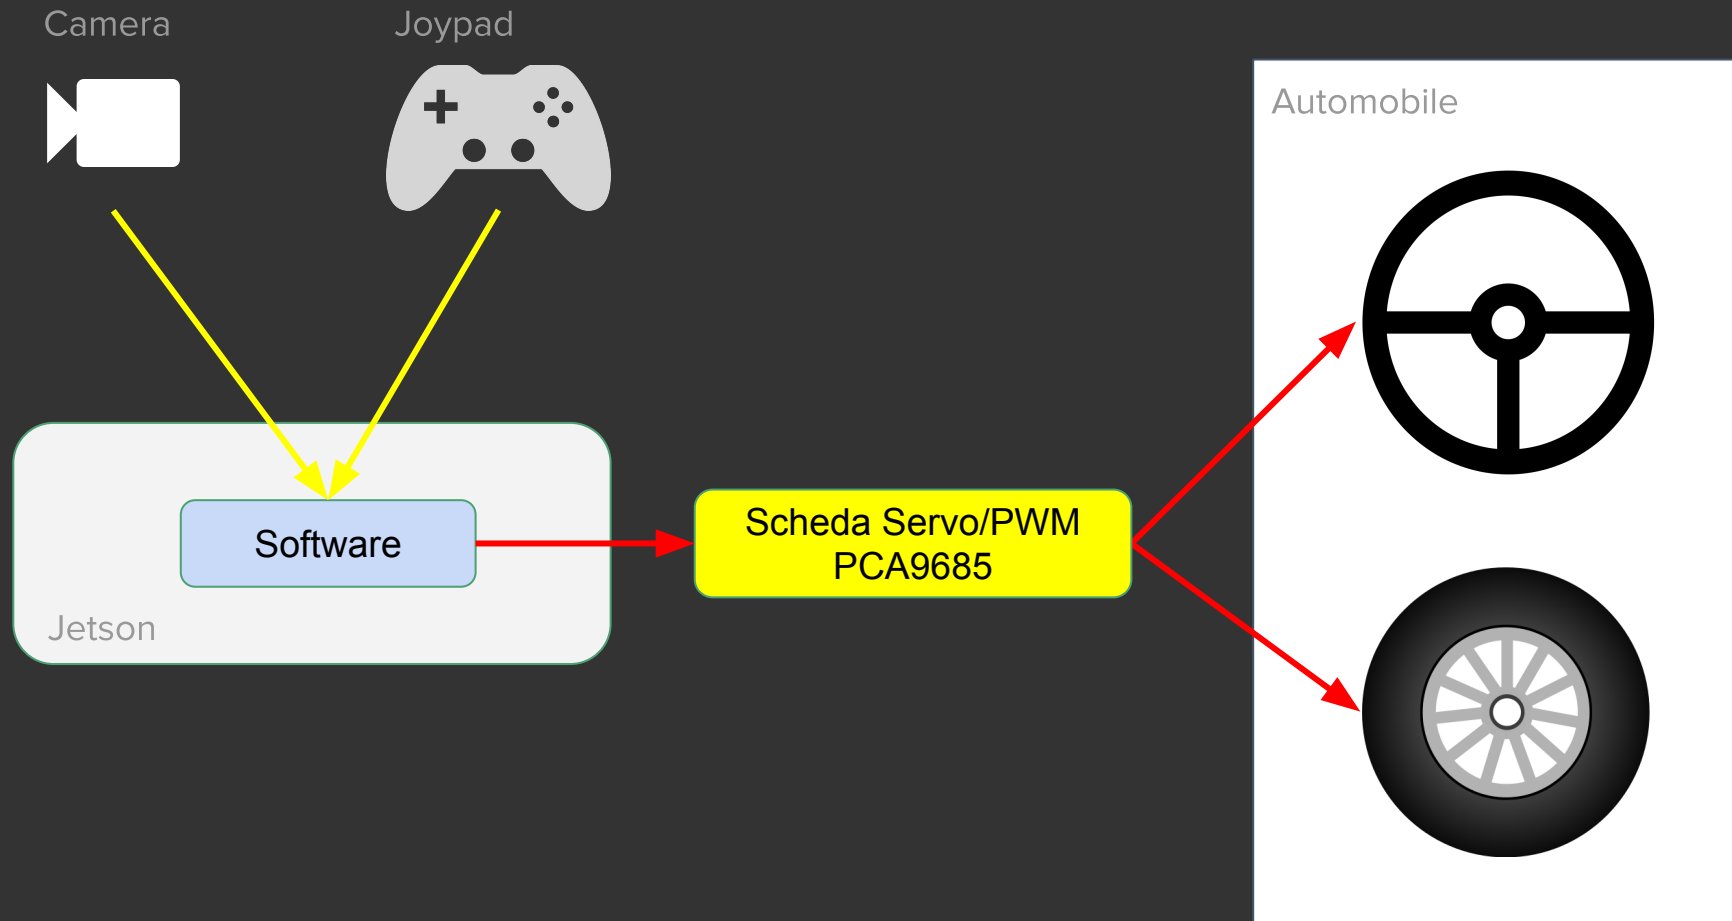 Camera
Joypad
Automobile
Software
Scheda Servo/PWM
PCA9685
Jetson